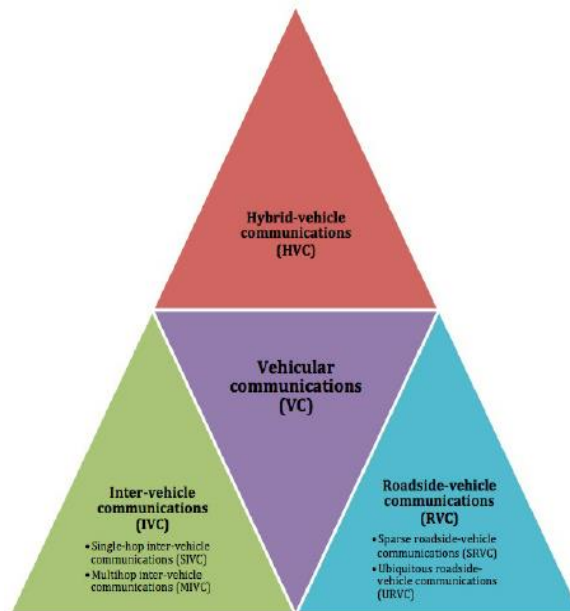 Hybrid-vehicle
communications
(HVC)
Vehicular
communications
(VC)
Inter-vehicle
communications
(IVC)
• Single-hop inter-vehicle
communications (SIVC)
• Multihop inter-vehicle
communications (MIVC)
Roadside-vehicle
communications
(RVC)
• Sparse roadside-vehicle
communications (SRVC)
• Ubiquitous roadside-
vehicle communications
(URVC)